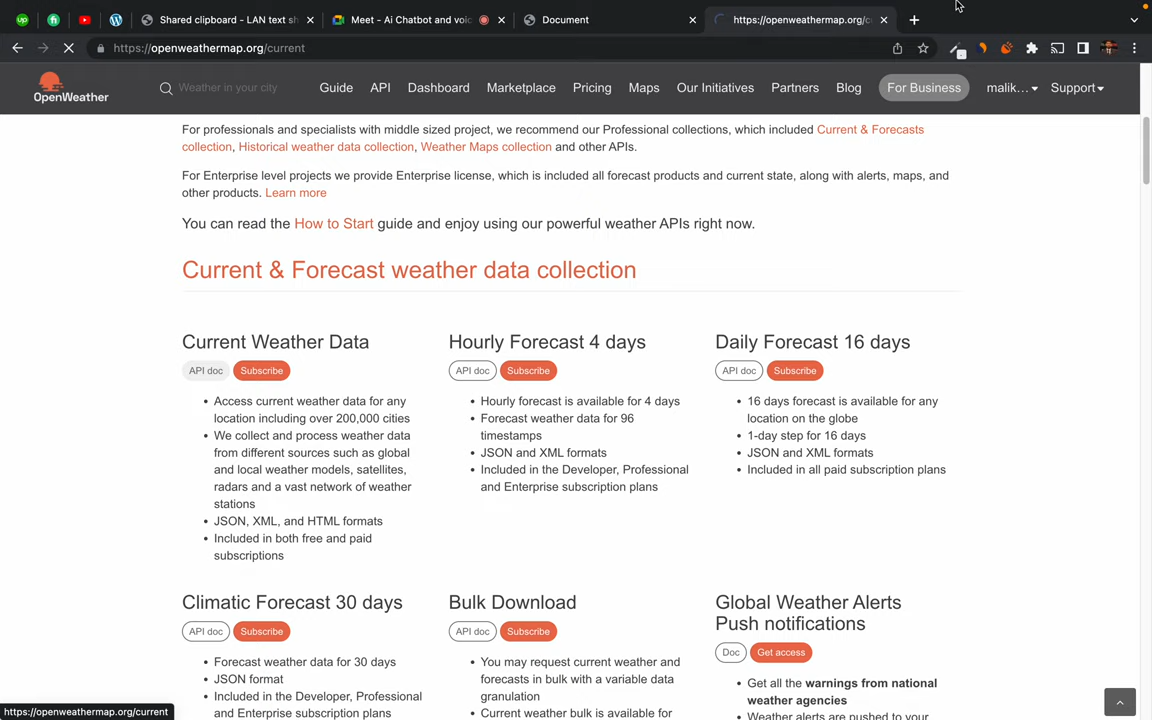 Shared clipboard - LAN text sh
Meet - Ai Chatbot and voic
Document
https://openweathermap.org/cu
https://openweathermap.org/current
OpenWeather
Weather in your city
Guide
API
Dashboard
Marketplace
Pricing
Maps
Our Initiatives
Partners
Blog
For Business
malik...
Support
For professionals and specialists with middle sized project, we recommend our Professional collections, which included Current & Forecasts
collection, Historical weather data collection, Weather Maps collection and other APIs.
For Enterprise level projects we provide Enterprise license, which is included all forecast products and current state, along with alerts, maps, and
other products. Learn more
You can read the How to Start guide and enjoy using our powerful weather APIs right now.
Current & Forecast weather data collection
Current Weather Data
API doc
Subscribe
• Access current weather data for any
location including over 200,000 cities
• We collect and process weather data
from different sources such as global
and local weather models, satellites,
radars and a vast network of weather
stations
• JSON, XML, and HTML formats
• Included in both free and paid
subscriptions
Hourly Forecast 4 days
API doc
Subscribe
• Hourly forecast is available for 4 days
• Forecast weather data for 96
timestamps
• JSON and XML formats
• Included in the Developer, Professional
and Enterprise subscription plans
Daily Forecast 16 days
API doc
Subscribe
• 16 days forecast is available for any
location on the globe
• 1-day step for 16 days
• JSON and XML formats
• Included in all paid subscription plans
Climatic Forecast 30 days
API doc
Subscribe
• Forecast weather data for 30 days
• JSON format
• Included in the Developer, Professional
and Enterprise subscription plans
Bulk Download
API doc
Subscribe
• You may request current weather and
forecasts in bulk with a variable data
granulation
• Current weather bulk is available for
Global Weather Alerts
Push notifications
Doc
Get access
• Get all the warnings from national
weather agencies
• Weather alerts are pushed to your
https://openweathermap.org/current